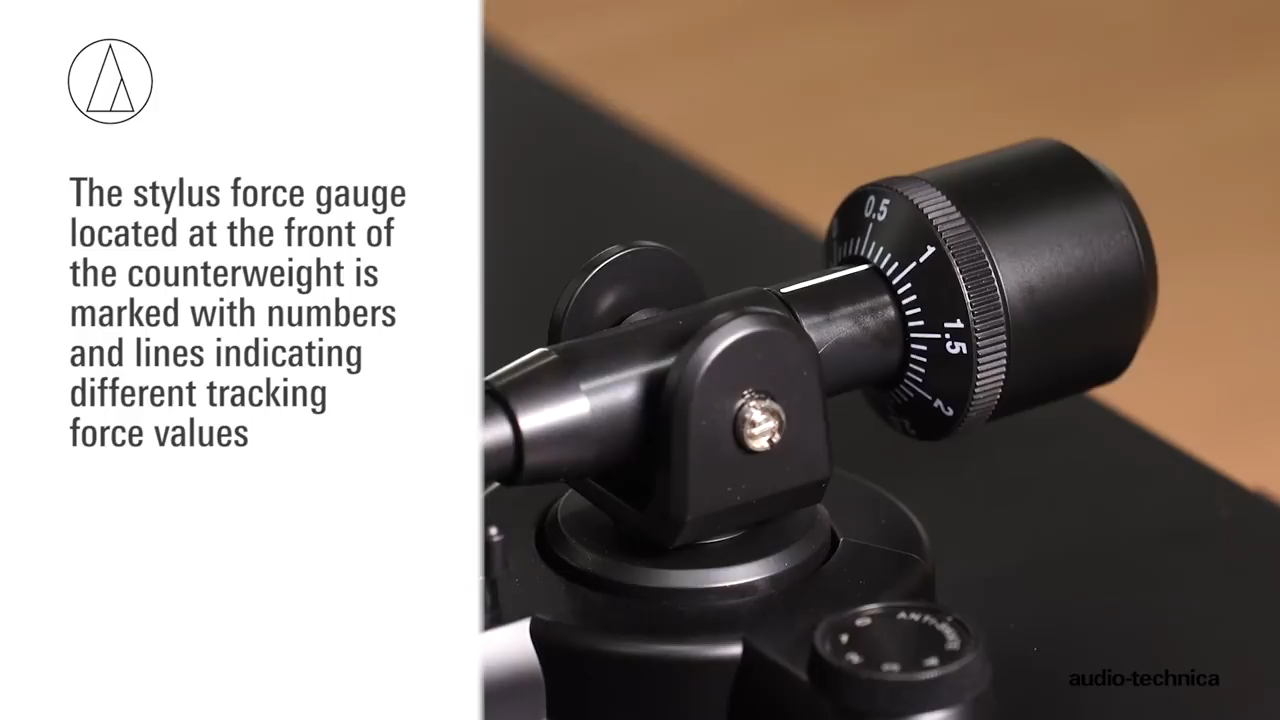 The stylus force gauge
located at the front of
the counterweight is
marked with numbers
and lines indicating
different tracking
force values
0.5
1
1.5
2
audio-technica